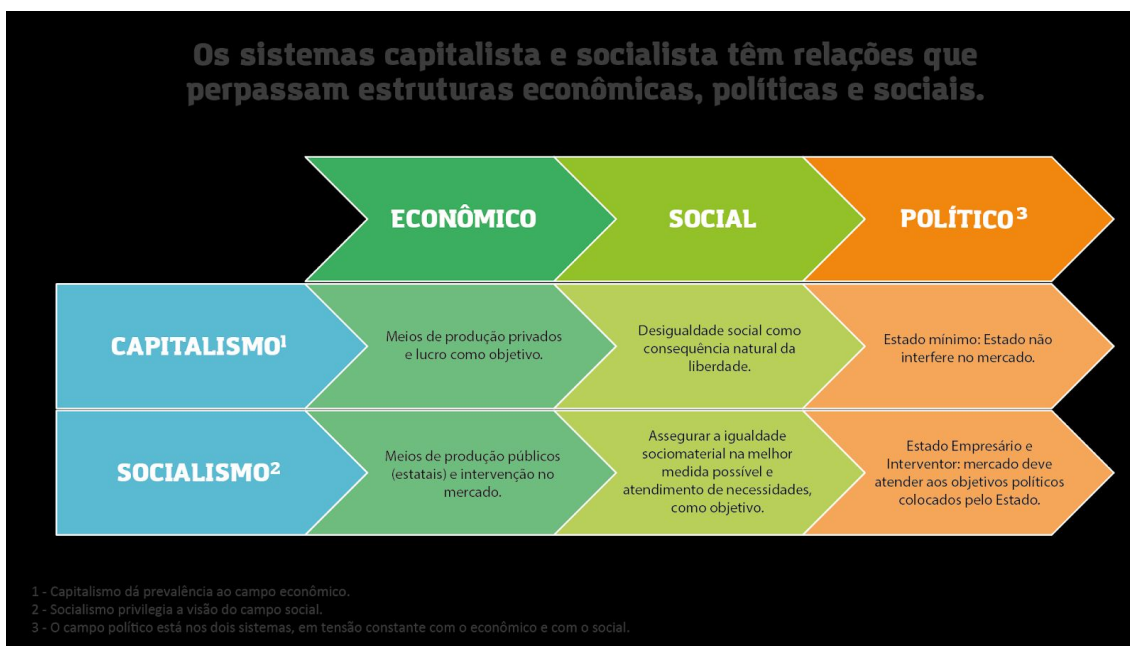 Os sistemas capitalista e socialista têm relações que
perpassam estruturas econômicas, políticas e sociais.
ECONÔMICO
SOCIAL
POLÍTICO³
CAPITALISMO¹
Meios de produção privados
e lucro como objetivo.
Desigualdade social como
consequência natural da
liberdade.
Estado mínimo: Estado não
interfere no mercado.
SOCIALISMO²
Meios de produção públicos
(estatais) e intervenção no
mercado.
Assegurar a igualdade
sociomaterial na melhor
medida possível e
atendimento de necessidades,
como objetivo.
Estado Empresário e
Interventor: mercado deve
atender aos objetivos políticos
colocados pelo Estado.
1 - Capitalismo dá prevalência ao campo econômico.
2 - Socialismo privilegia a visão do campo social.
3 - O campo político está nos dois sistemas, em tensão constante com o econômico e com o social.